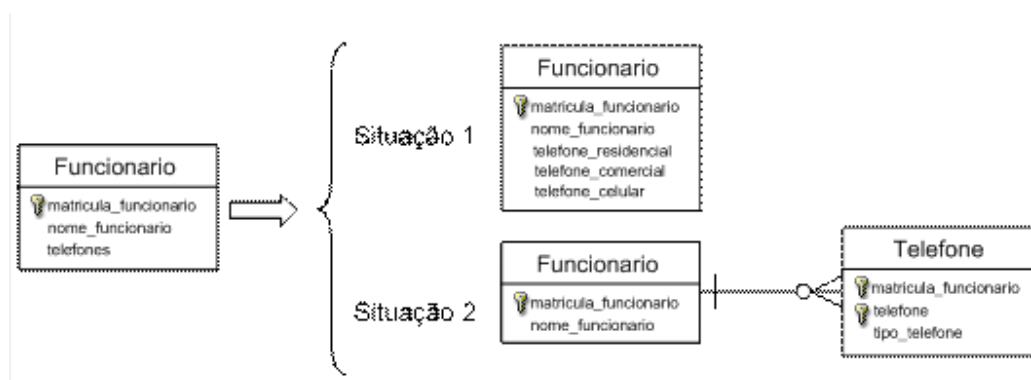 Funcionario
matricula_funcionario
nome_funcionario
telefones
Situação 1
Funcionario
matricula_funcionario
nome_funcionario
telefone_residencial
telefone_comercial
telefone_celular
Situação 2
Funcionario
matricula_funcionario
nome_funcionario
Telefone
matricula_funcionario
telefone
tipo_telefone